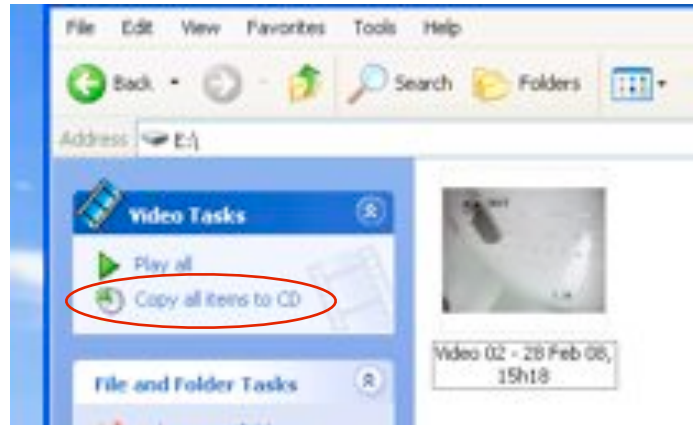 File Edit View Favorites Tools Help
Back Search Folders
Address E:\
Video Tasks
Play all
Copy all items to CD
File and Folder Tasks
Video 02 - 28 Feb 08,
15h18